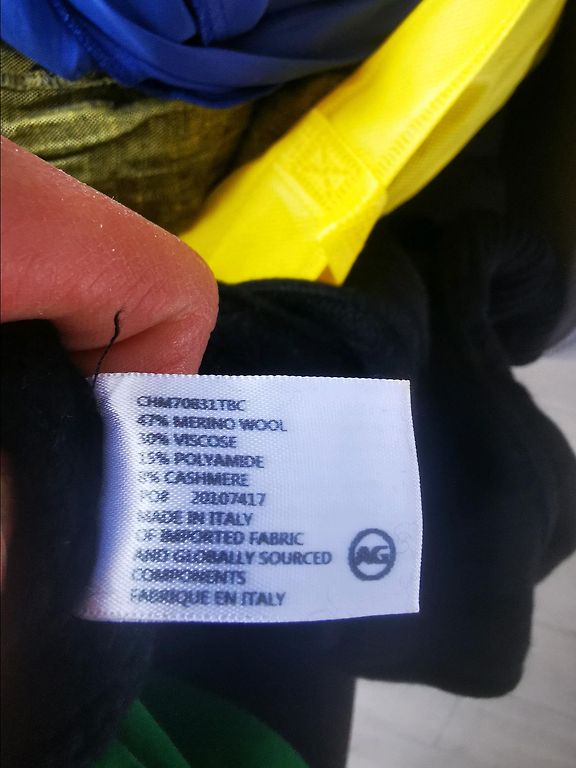 CHM70831TBC
47% MERINO WOOL
30% VISCOSE
15% POLYAMIDE
8% CASHMERE
PO# 20107417
MADE IN ITALY
OF IMPORTED FABRIC
AND GLOBALLY SOURCED
COMPONENTS
FABRIQUE EN ITALY
AG